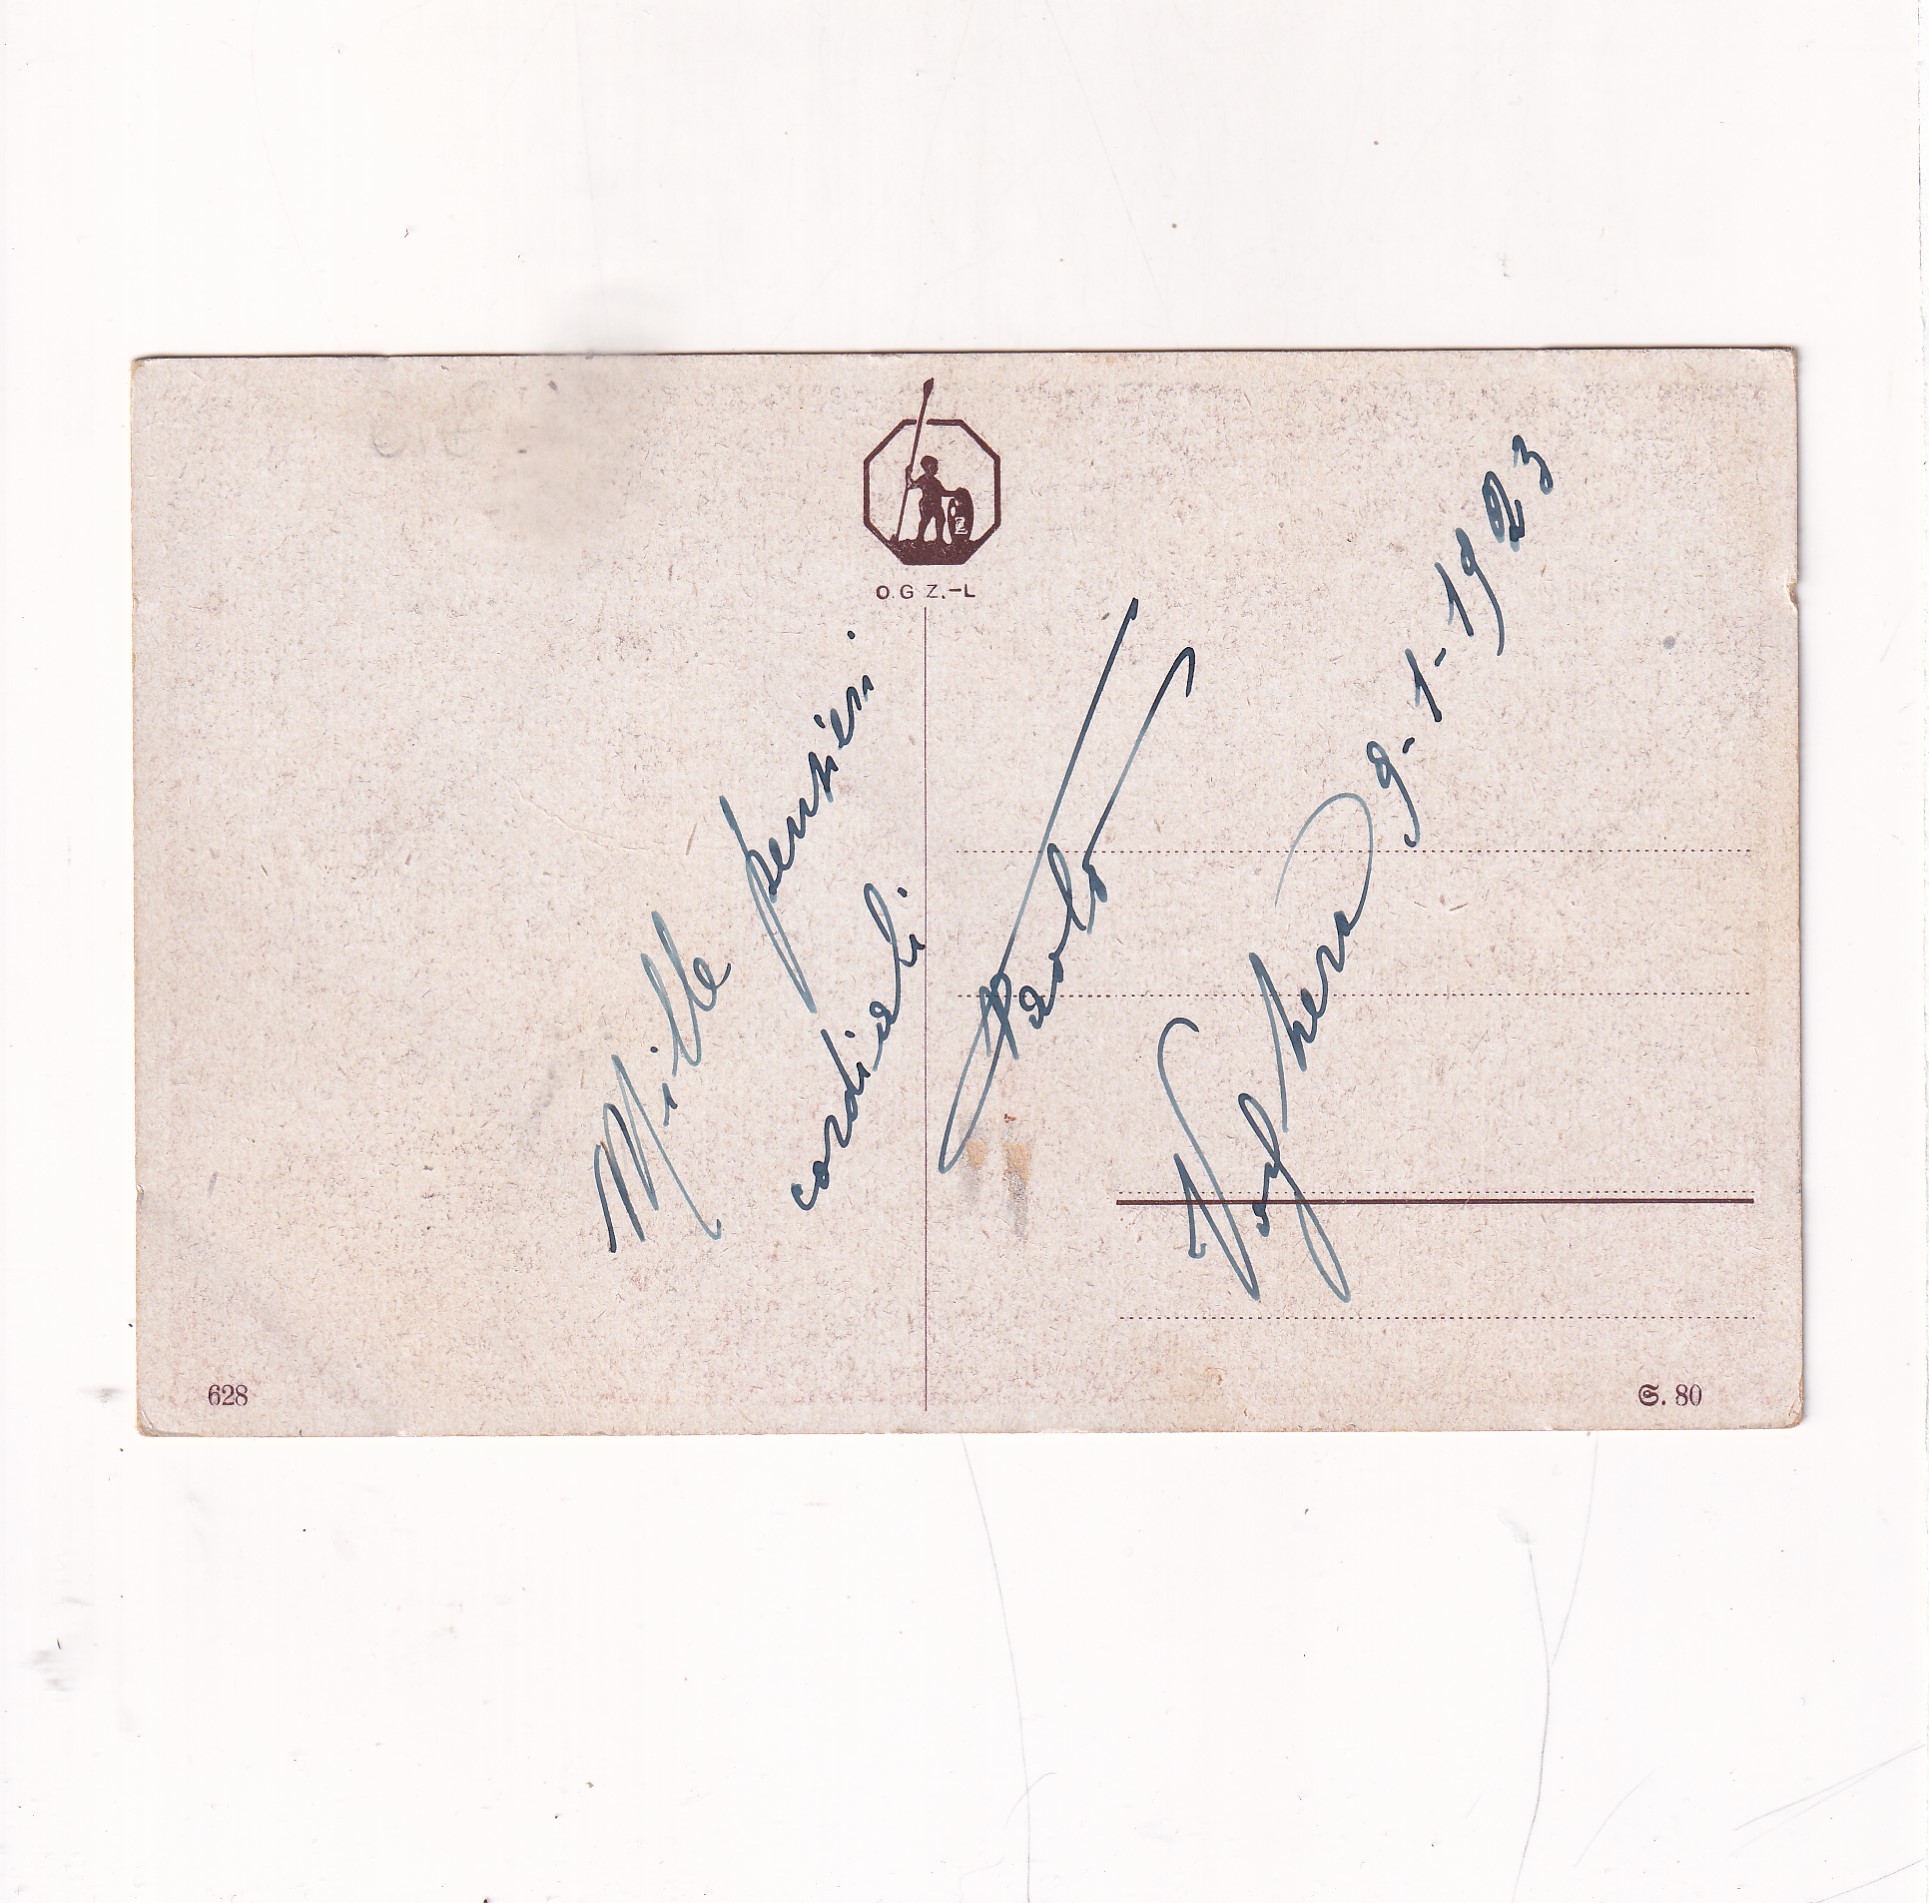 O.G.Z.-L
Mille pensieri
cordiali
Paolo
Voghera 9-1-1923
628
S. 80